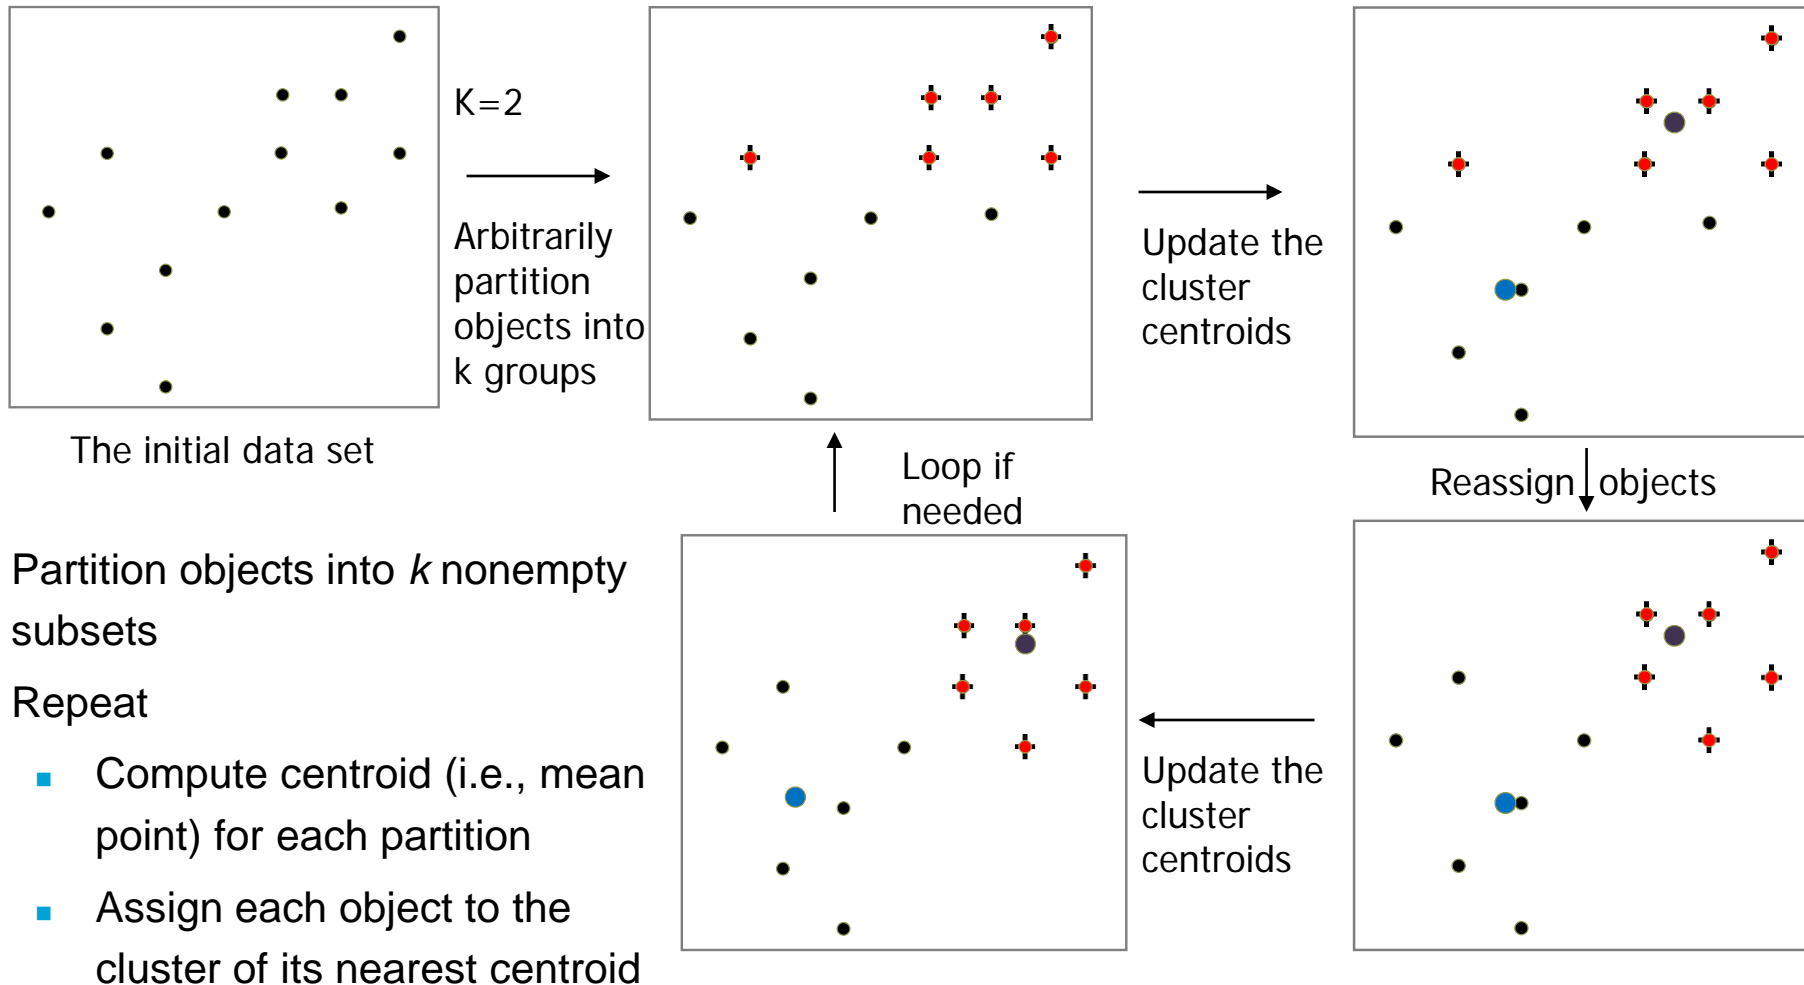 K=2
Arbitrarily
partition
objects into
k groups
Update the
cluster
centroids
The initial data set
Loop if
needed
Reassign objects
Update the
cluster
centroids
Partition objects into k nonempty
subsets
Repeat
Compute centroid (i.e., mean
point) for each partition
Assign each object to the
cluster of its nearest centroid